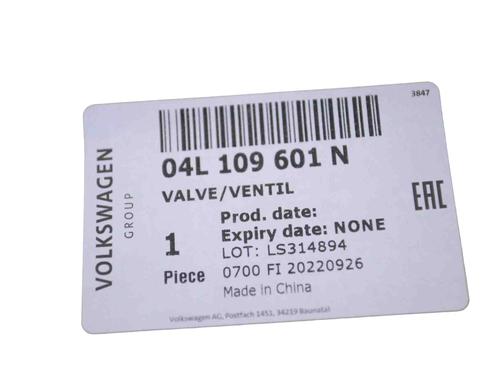 3847
04L 109 601 N
VALVE/VENTIL
Prod. date:
Expiry date: NONE
1
LOT: LS314894
Piece
0700 FI 20220926
Made in China
Volkswagen AG, Postfach 1453, 34219 Baunatal
VOLKSWAGEN
GROUP
EAC